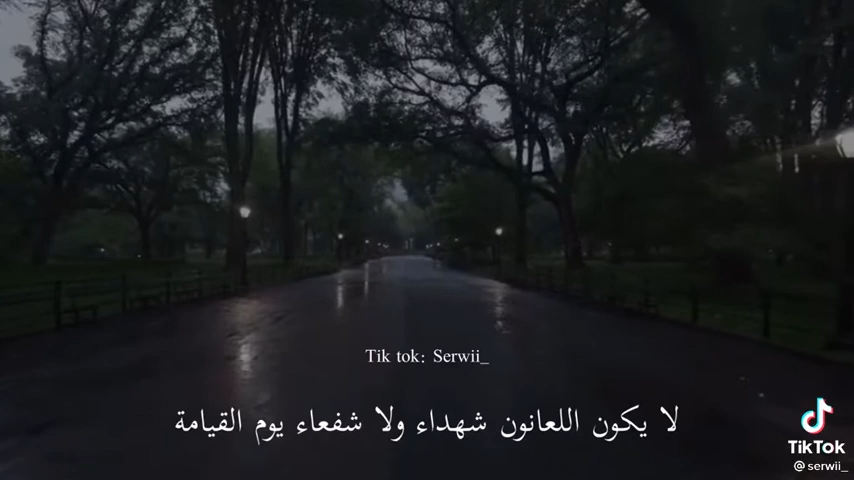 Tik tok: Serwii_
لا يكون اللعانون شهداء ولا شفعاء يوم القيامة
TikTok
@serwii_